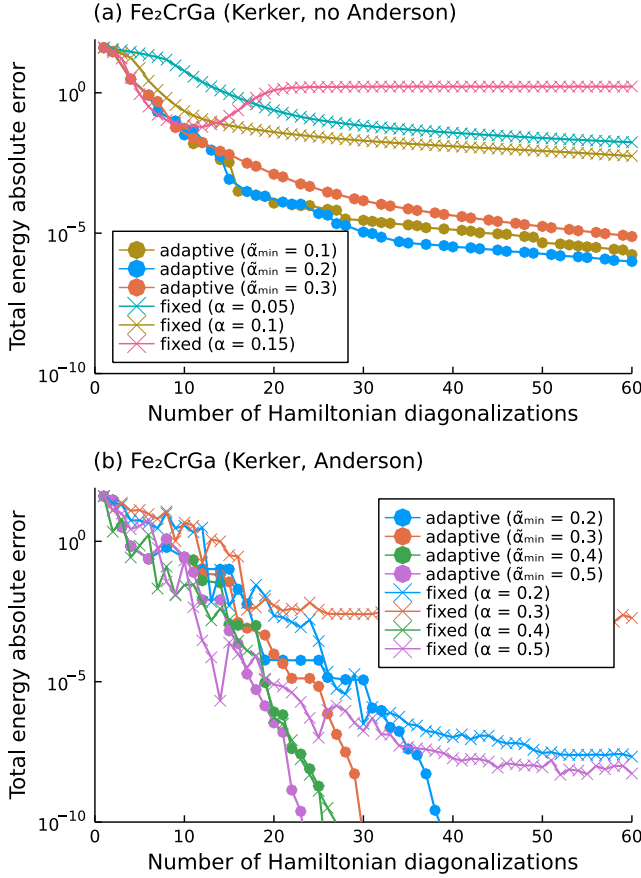 (a) Fe₂CrGa (Kerker, no Anderson)
Total energy absolute error
10⁰
10⁻⁵
10⁻¹⁰
adaptive (α̃ₘᵢₙ = 0.1)
adaptive (α̃ₘᵢₙ = 0.2)
adaptive (α̃ₘᵢₙ = 0.3)
fixed (α = 0.05)
fixed (α = 0.1)
fixed (α = 0.15)
0 10 20 30 40 50 60
Number of Hamiltonian diagonalizations
(b) Fe₂CrGa (Kerker, Anderson)
Total energy absolute error
10⁰
10⁻⁵
10⁻¹⁰
adaptive (α̃ₘᵢₙ = 0.2)
adaptive (α̃ₘᵢₙ = 0.3)
adaptive (α̃ₘᵢₙ = 0.4)
adaptive (α̃ₘᵢₙ = 0.5)
fixed (α = 0.2)
fixed (α = 0.3)
fixed (α = 0.4)
fixed (α = 0.5)
0 10 20 30 40 50 60
Number of Hamiltonian diagonalizations